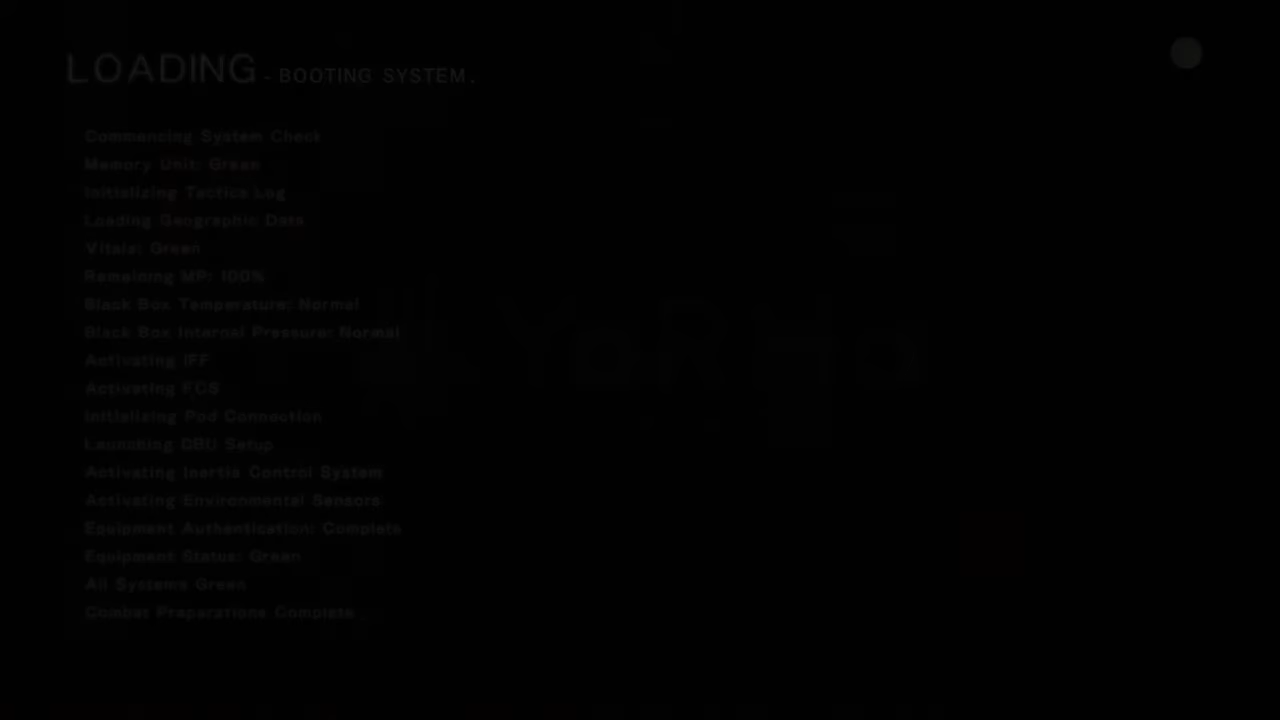 LOADING - BOOTING SYSTEM.
Commencing System Check
Memory Unit: Green
Initializing Tactics Log
Loading Geographic Data
Vitals: Green
Remaining MP: 100%
Black Box Temperature: Normal
Black Box Internal Pressure: Normal
Activating IFF
Activating FCS
Initializing Pod Connection
Launching DBU Setup
Activating Inertia Control System
Activating Environmental Sensors
Equipment Authentication: Complete
Equipment Status: Green
All Systems Green
Combat Preparations Complete